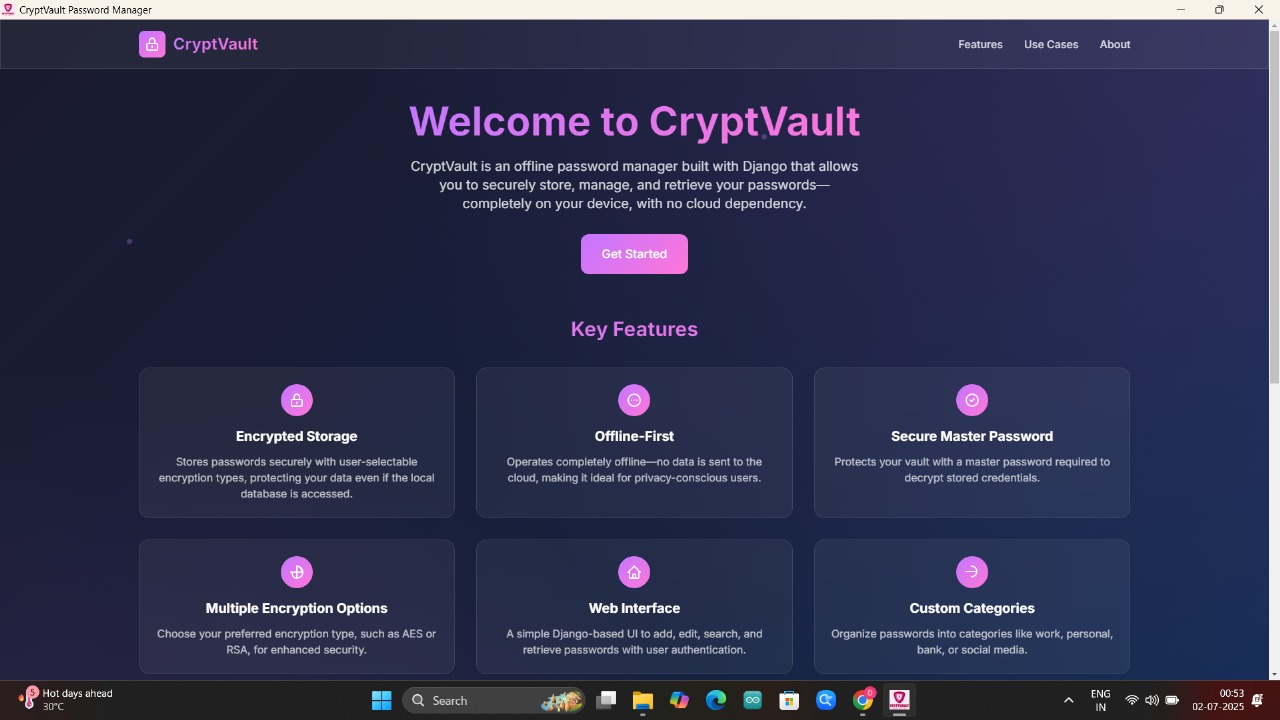 CryptVault Password Manager
CryptVault
Features
Use Cases
About
Welcome to CryptVault
CryptVault is an offline password manager built with Django that allows
you to securely store, manage, and retrieve your passwords—
completely on your device, with no cloud dependency.
Get Started
Key Features
Encrypted Storage
Stores passwords securely with user-selectable
encryption types, protecting your data even if the local
database is accessed.
Offline-First
Operates completely offline—no data is sent to the
cloud, making it ideal for privacy-conscious users.
Secure Master Password
Protects your vault with a master password required to
decrypt stored credentials.
Multiple Encryption Options
Choose your preferred encryption type, such as AES or
RSA, for enhanced security.
Web Interface
A simple Django-based UI to add, edit, search, and
retrieve passwords with user authentication.
Custom Categories
Organize passwords into categories like work, personal,
bank, or social media.
5
Hot days ahead
30°C
Search
D
ENG
IN
00:53
02-07-2025